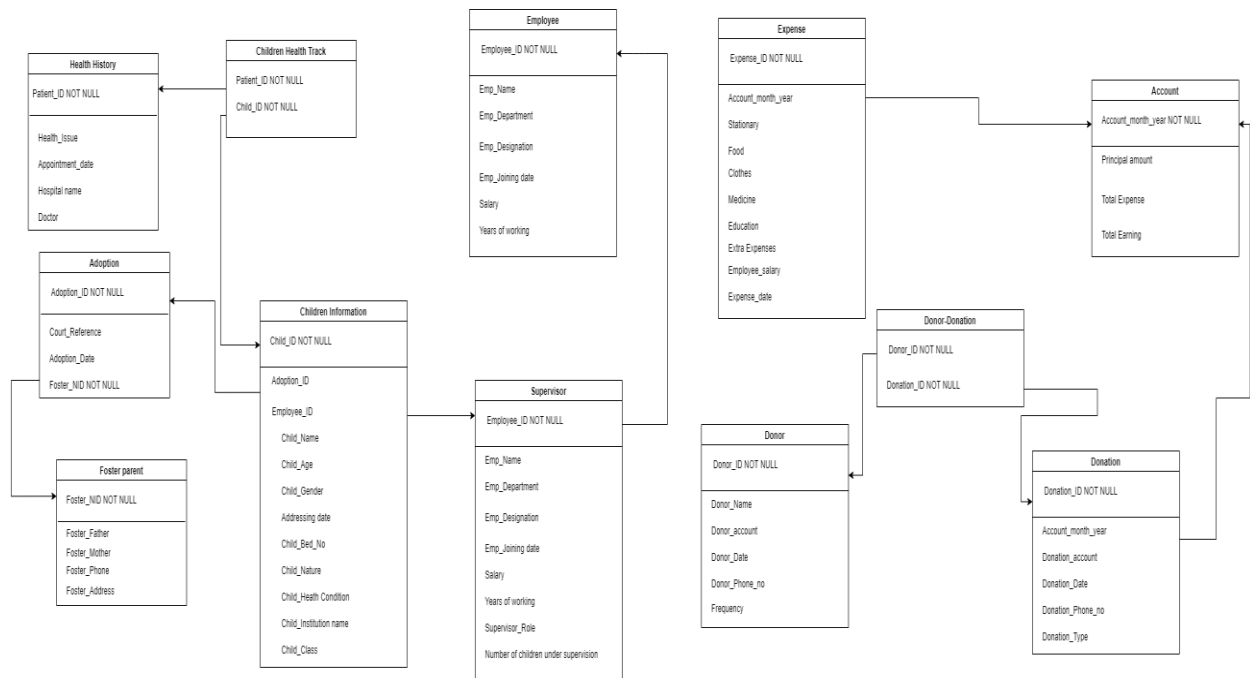 Health History
Patient_ID NOT NULL
Health_Issue
Appointment_date
Hospital name
Doctor
Children Health Track
Patient_ID NOT NULL
Child_ID NOT NULL
Employee
Employee_ID NOT NULL
Emp_Name
Emp_Department
Emp_Designation
Emp_Joining date
Salary
Years of working
Expense
Expense_ID NOT NULL
Account_month_year
Stationary
Food
Clothes
Medicine
Education
Extra Expenses
Employee_salary
Expense_date
Account
Account_month_year NOT NULL
Principal amount
Total Expense
Total Earning
Adoption
Adoption_ID NOT NULL
Court_Reference
Adoption_Date
Foster_NID NOT NULL
Children Information
Child_ID NOT NULL
Adoption_ID
Employee_ID
Child_Name
Child_Age
Child_Gender
Addressing date
Child_Bed_No
Child_Nature
Child_Heath Condition
Child_Institution name
Child_Class
Supervisor
Employee_ID NOT NULL
Emp_Name
Emp_Department
Emp_Designation
Emp_Joining date
Salary
Years of working
Supervisor_Role
Number of children under supervision
Donor-Donation
Donor_ID NOT NULL
Donation_ID NOT NULL
Foster parent
Foster_NID NOT NULL
Foster_Father
Foster_Mother
Foster_Phone
Foster_Address
Donor
Donor_ID NOT NULL
Donor_Name
Donor_account
Donor_Date
Donor_Phone_no
Frequency
Donation
Donation_ID NOT NULL
Account_month_year
Donation_account
Donation_Date
Donation_Phone_no
Donation_Type